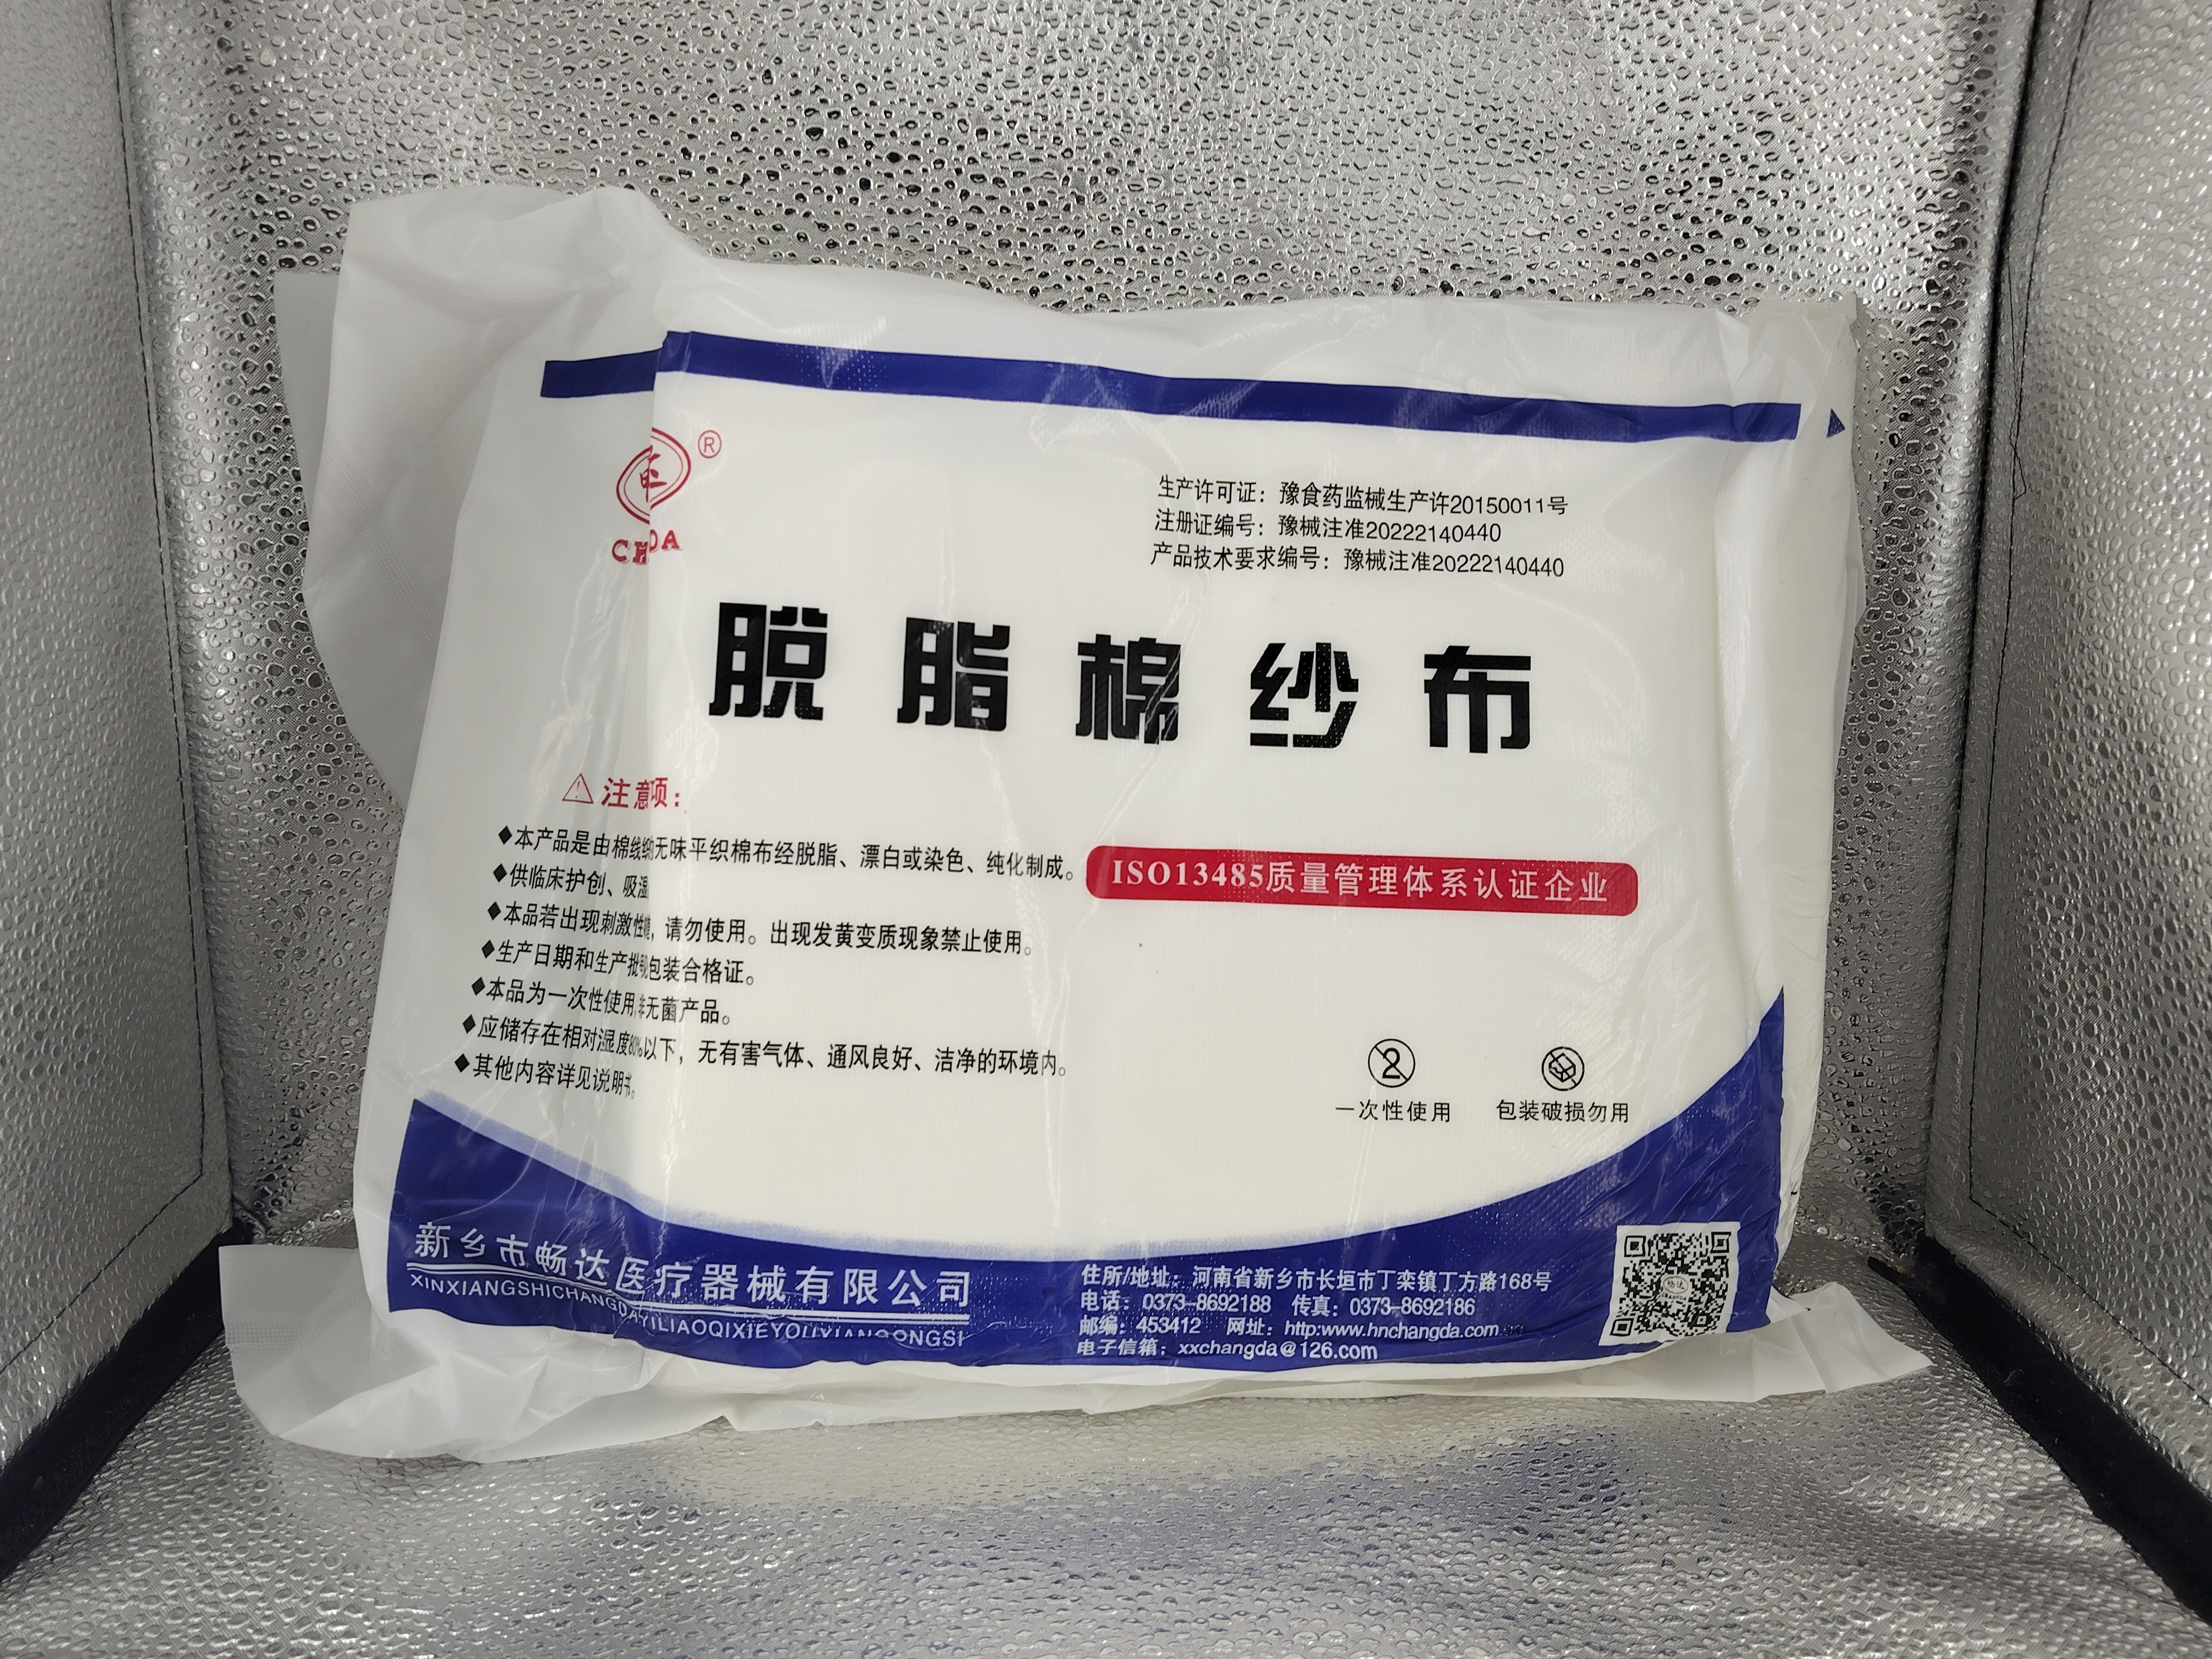 ®
生产许可证：豫食药监械生产许20150011号
注册证编号：豫械注准20222140440
产品技术要求编号：豫械注准20222140440
脱脂棉纱布
注意项：
◆本产品是由棉线 无味平织棉布经脱脂、漂白或染色、纯化制成。
ISO13485质量管理体系认证企业
◆供临床护创、吸
◆本品若出现刺激性 ，请勿使用。出现发黄变质现象禁止使用。
◆生产日期和生产批 包装合格证。
◆本品为一次性使用 无菌产品。
◆应储存在相对湿度80%以下，无有害气体、通风良好、洁净的环境内。
◆其他内容详见说明书。
一次性使用
包装破损勿用
新乡市畅达医疗器械有限公司
住所/地址：河南省新乡市长垣市丁栾镇丁方路168号
电话：0373-8692188 传真：0373-8692186
邮编：453412 网址：http:www.hnchangda.com
电子信箱：xxchangda@126.com